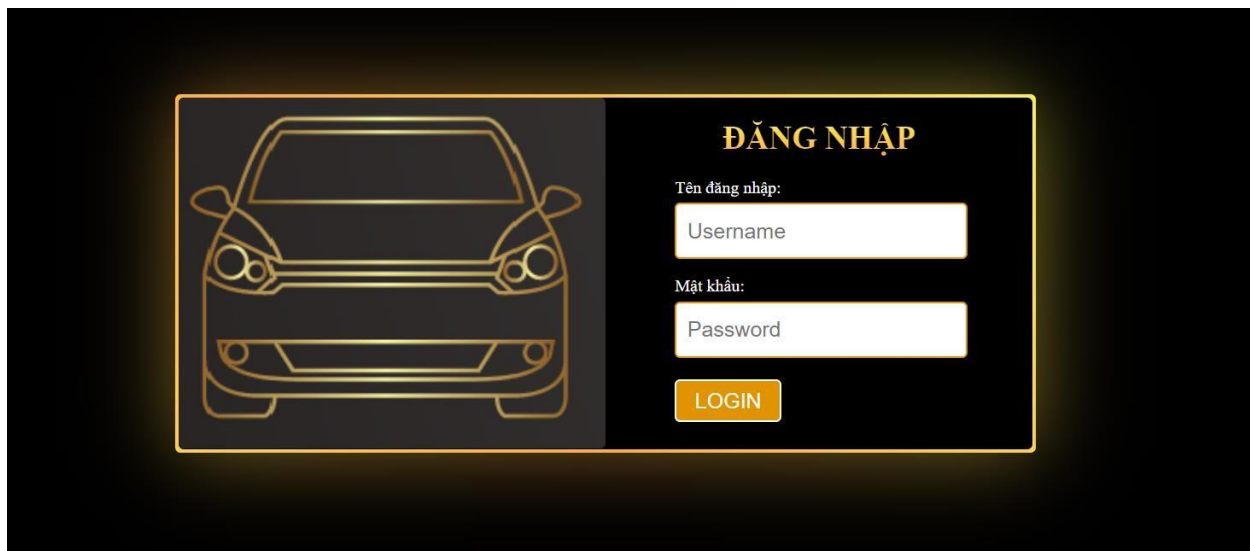 ĐĂNG NHẬP
Tên đăng nhập:
Username
Mật khẩu:
Password
LOGIN